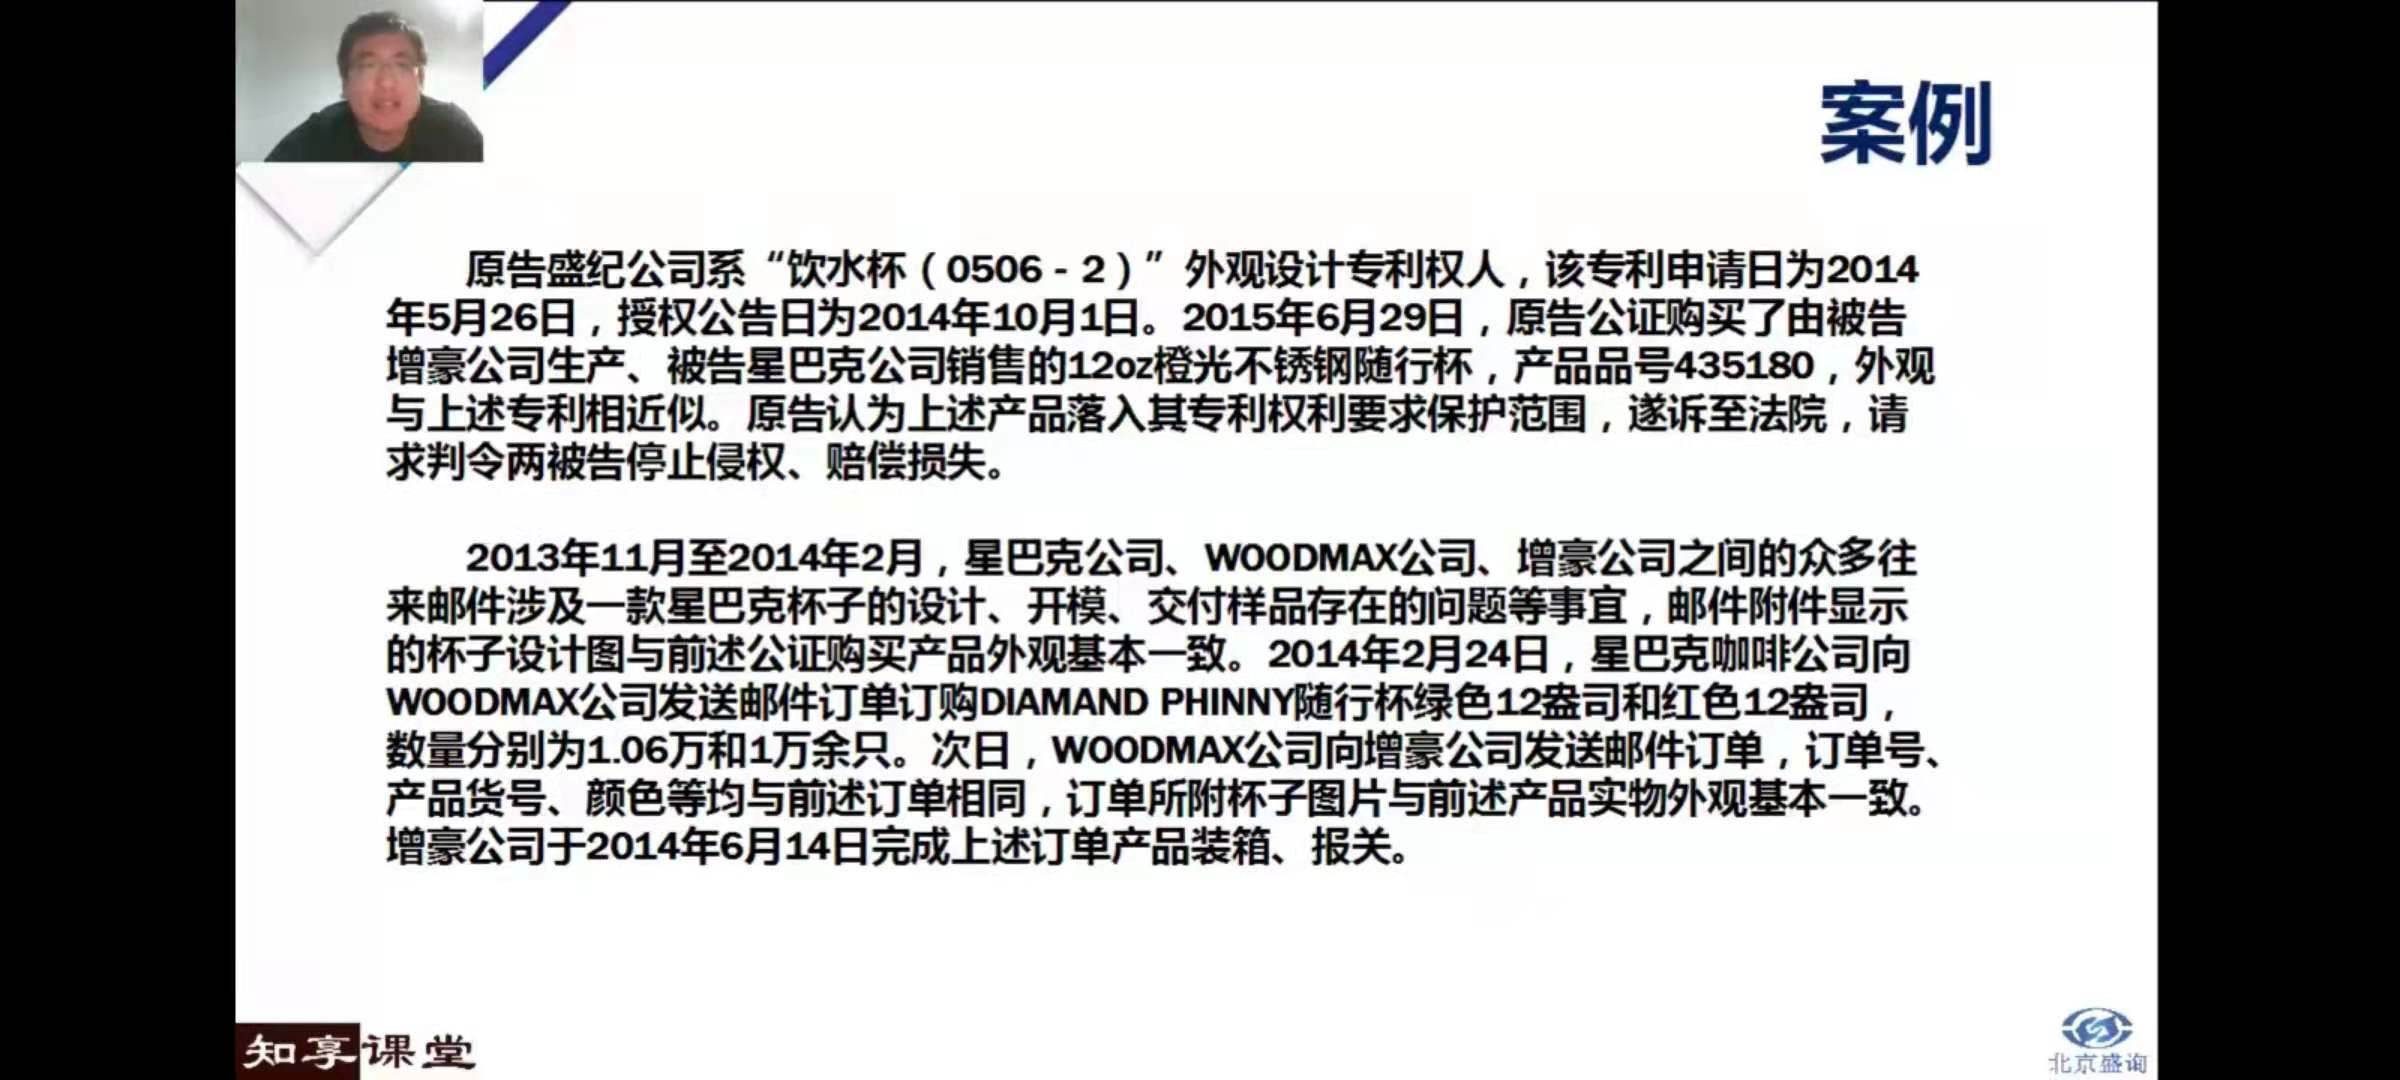 案例
原告盛纪公司系“饮水杯（0506－2）”外观设计专利权人，该专利申请日为2014
年5月26日，授权公告日为2014年10月1日。2015年6月29日，原告公证购买了由被告
增豪公司生产、被告星巴克公司销售的12oz橙光不锈钢随行杯，产品品号435180，外观
与上述专利相近似。原告认为上述产品落入其专利权利要求保护范围，遂诉至法院，请
求判令两被告停止侵权、赔偿损失。
2013年11月至2014年2月，星巴克公司、WOODMAX公司、增豪公司之间的众多往
来邮件涉及一款星巴克杯子的设计、开模、交付样品存在的问题等事宜，邮件附件显示
的杯子设计图与前述公证购买产品外观基本一致。2014年2月24日，星巴克咖啡公司向
WOODMAX公司发送邮件订单订购DIAMAND PHINNY随行杯绿色12盎司和红色12盎司，
数量分别为1.06万和1万余只。次日，WOODMAX公司向增豪公司发送邮件订单，订单号、
产品货号、颜色等均与前述订单相同，订单所附杯子图片与前述产品实物外观基本一致。
增豪公司于2014年6月14日完成上述订单产品装箱、报关。
知享课堂
北京盛询